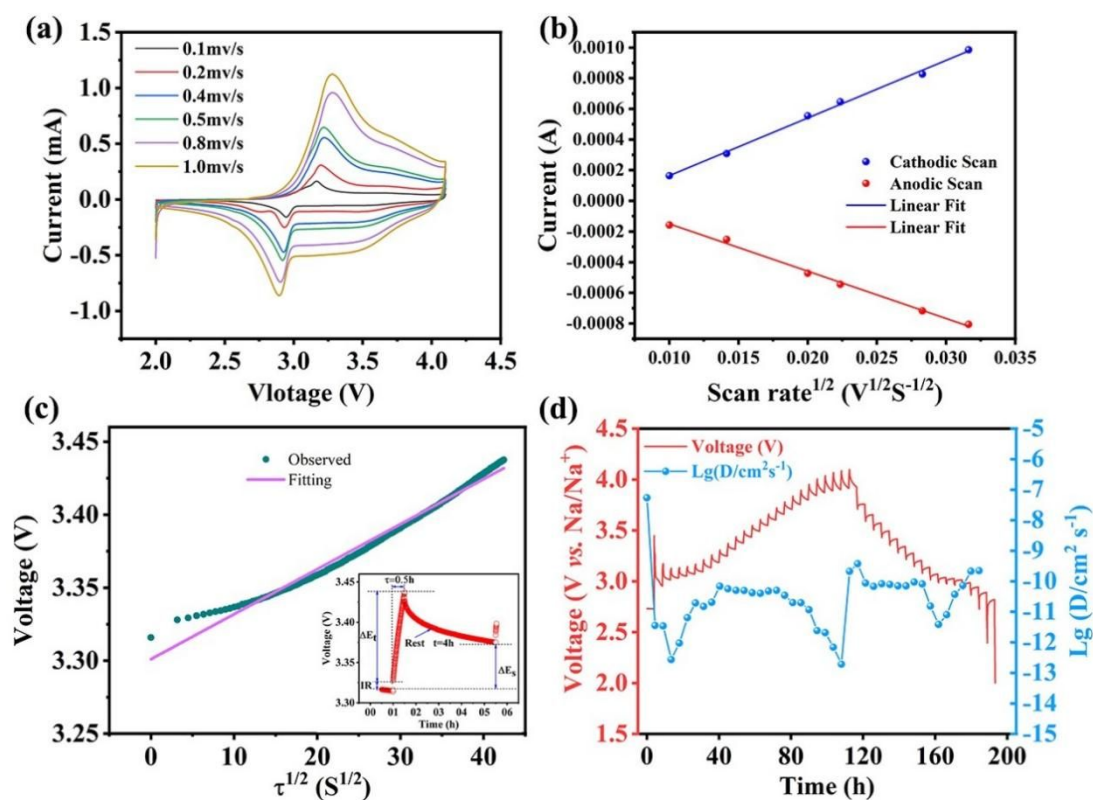 (a)
1.5
1.0
0.5
0.0
-0.5
-1.0
Current (mA)
0.1mv/s
0.2mv/s
0.4mv/s
0.5mv/s
0.8mv/s
1.0mv/s
2.0 2.5 3.0 3.5 4.0 4.5
Vlotage (V)
(b)
0.0010
0.0008
0.0006
0.0004
0.0002
0.0000
-0.0002
-0.0004
-0.0006
-0.0008
Current (A)
Cathodic Scan
Anodic Scan
Linear Fit
Linear Fit
0.010 0.015 0.020 0.025 0.030 0.035
Scan rate^1/2 (V^1/2S^-1/2)
(c)
3.45
3.40
3.35
3.30
3.25
Voltage (V)
Observed
Fitting
0 10 20 30 40
τ^1/2 (S^1/2)
3.45
3.40
3.35
3.30
Voltage (V)
τ=0.5h
ΔEt
Rest t=4h
ΔEs
IR
00 01 02 03 04 05 06
Time (h)
(d)
4.5
4.0
3.5
3.0
2.5
2.0
1.5
Voltage (V vs. Na/Na+)
Voltage (V)
Lg(D/cm²s⁻¹)
-5
-6
-7
-8
-9
-10
-11
-12
-13
-14
-15
Lg (D/cm² s⁻¹)
0 40 80 120 160 200
Time (h)